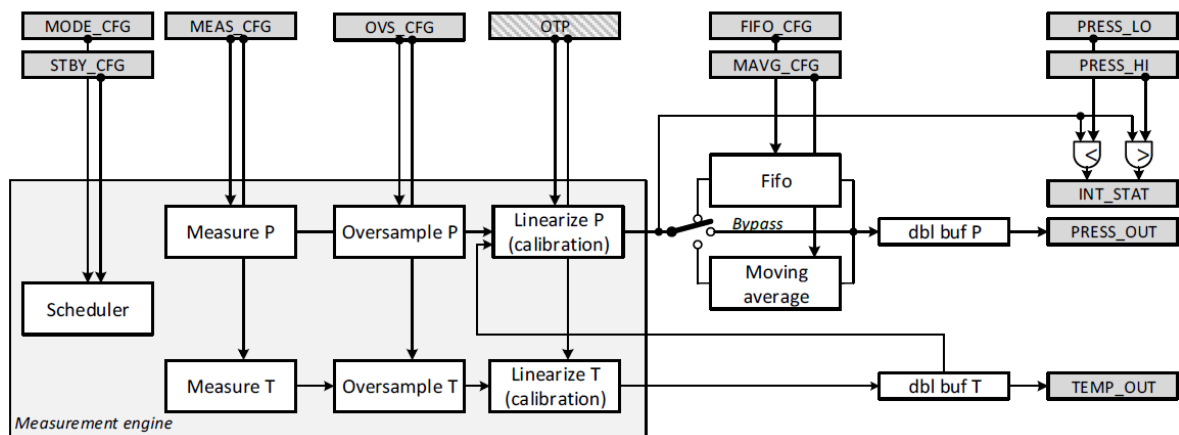 MODE_CFG
MEAS_CFG
OVS_CFG
OTP
FIFO_CFG
PRESS_LO
STBY_CFG
MAVG_CFG
PRESS_HI
<
>
Fifo
INT_STAT
Measure P
Oversample P
Linearize P
(calibration)
Bypass
dbl buf P
PRESS_OUT
Moving
average
Scheduler
Measure T
Oversample T
Linearize T
(calibration)
dbl buf T
TEMP_OUT
Measurement engine